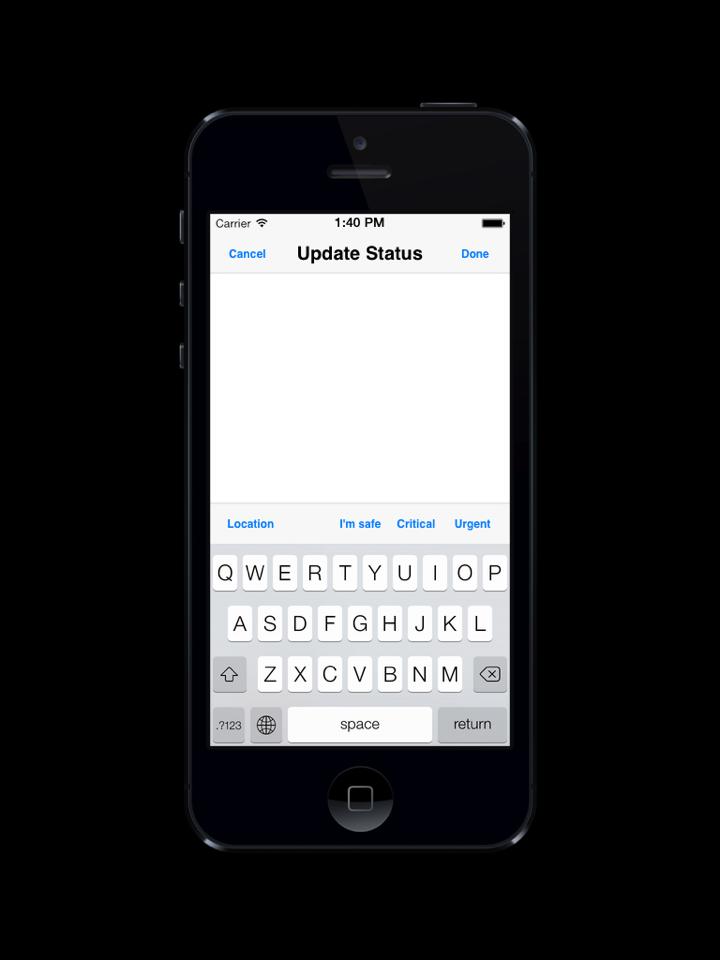 Carrier 1:40 PM
Cancel Update Status Done
Location I'm safe Critical Urgent
Q W E R T Y U I O P
A S D F G H J K L
Z X C V B N M
.?123 space return